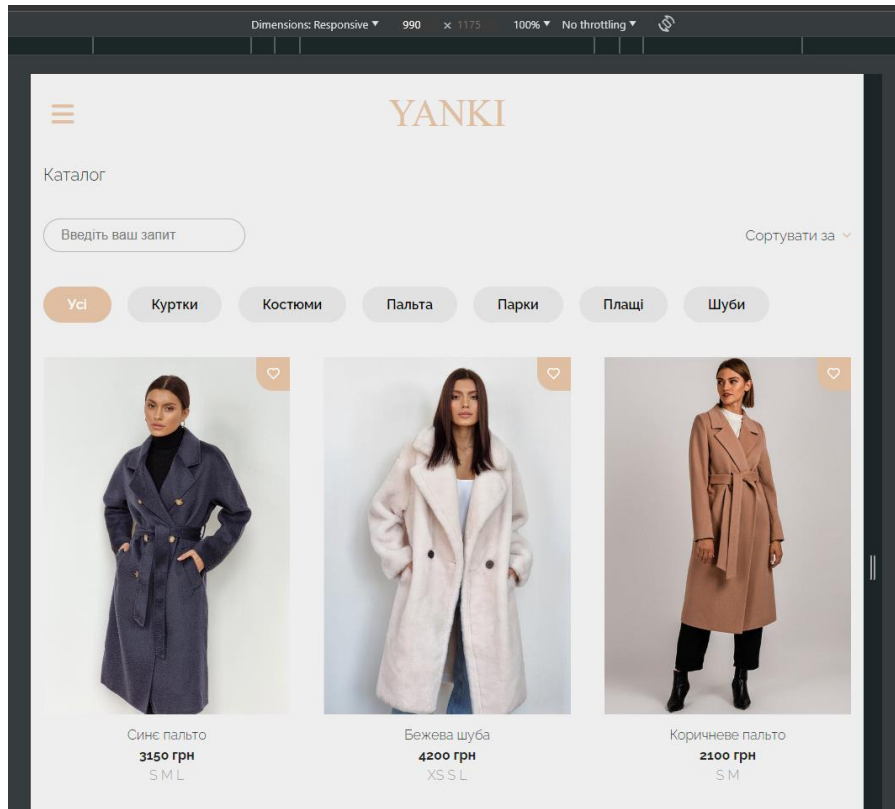 Dimensions: Responsive 990 × 1175 100% No throttling
YANKI
Каталог
Введіть ваш запит
Сортувати за
Усі Куртки Костюми Пальта Парки Плащі Шуби
Синє пальто Бежева шуба Коричневе пальто
3150 грн 4200 грн 2100 грн
S M L XS S L S M